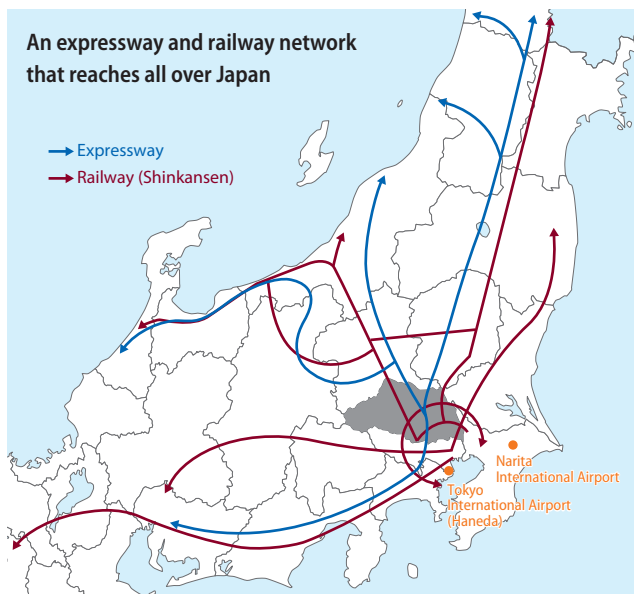 An expressway and railway network
that reaches all over Japan
Expressway
Railway (Shinkansen)
Narita
International Airport
Tokyo
International Airport
(Haneda)